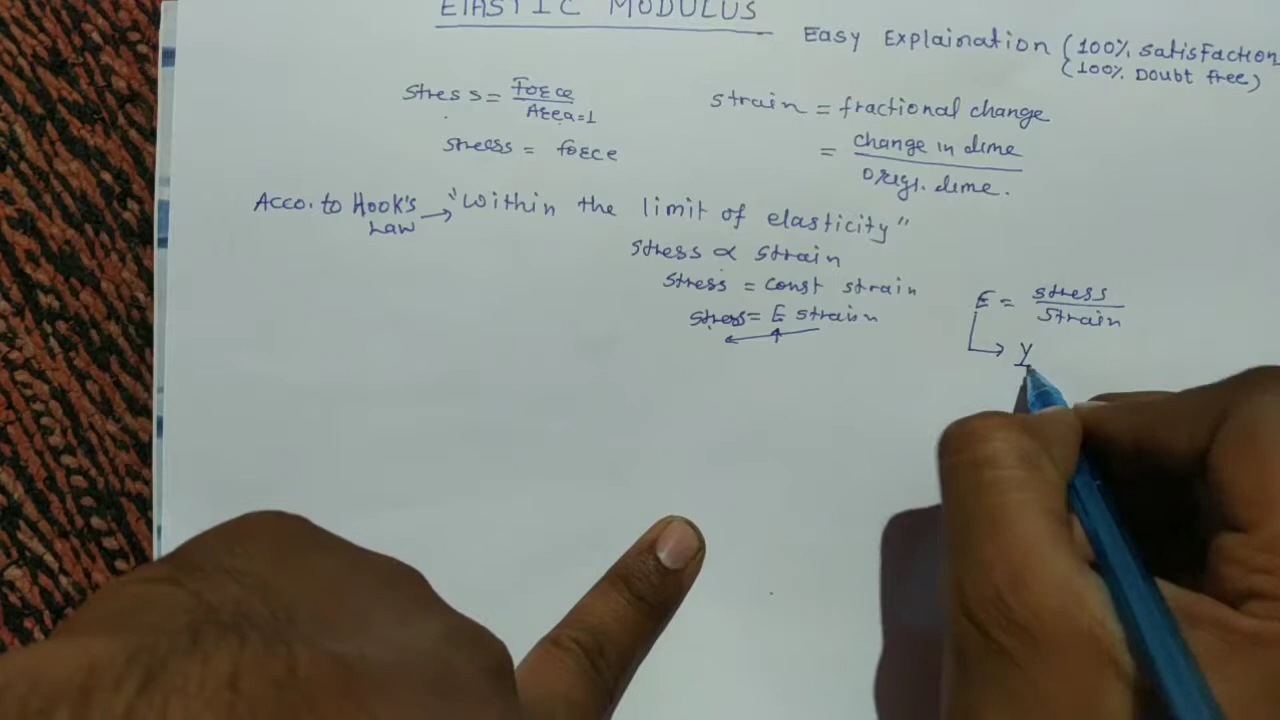 ELASTIC MODULUS
Easy Explaination (100% Satisfaction
(100% Doubt free)
Stress = Force / Area=1
Strain = fractional change
stress = force
= change in dime / Origi. dime.
Acco. to Hook's Law → "Within the limit of elasticity"
Stress ∝ Strain
Stress = const strain
stress = E strain
E = stress / Strain
→ Y